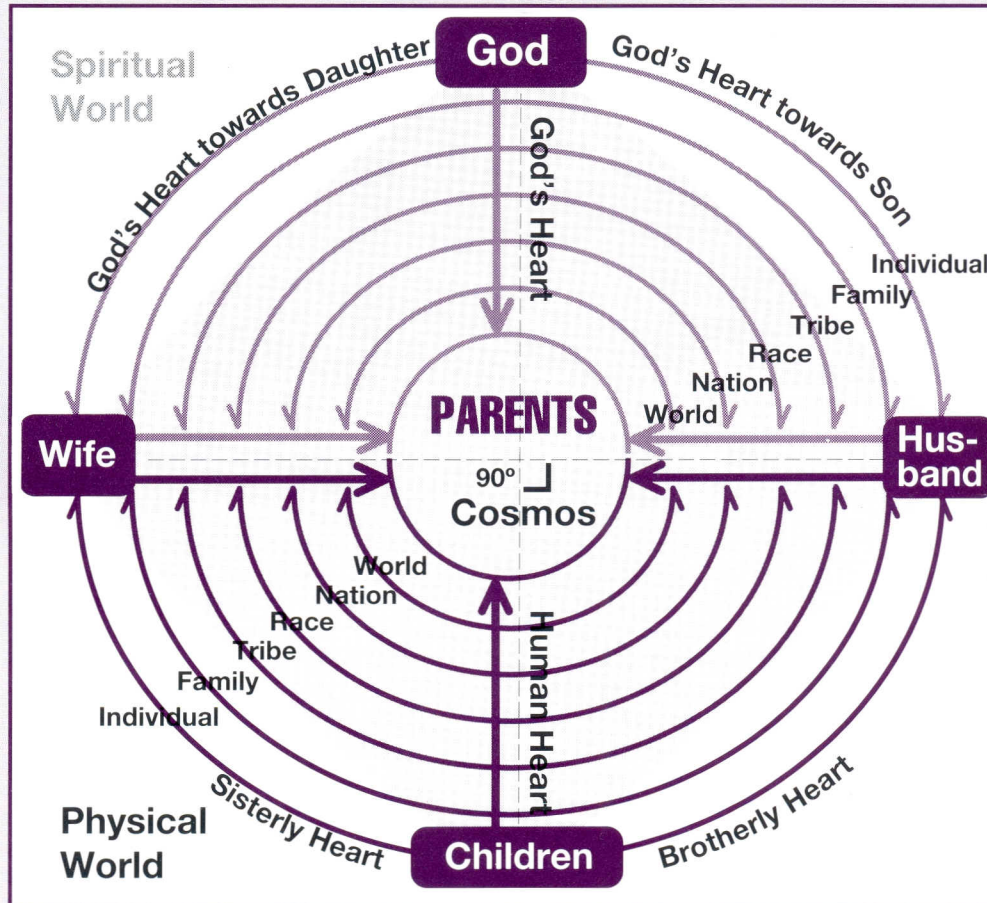 Spiritual
World
God
God's Heart towards Daughter
God's Heart towards Son
God's Heart
Individual
Family
Tribe
Race
Nation
World
PARENTS
Wife
Hus-
band
90º
Cosmos
World
Nation
Race
Tribe
Family
Individual
Human Heart
Sisterly Heart
Brotherly Heart
Physical
World
Children